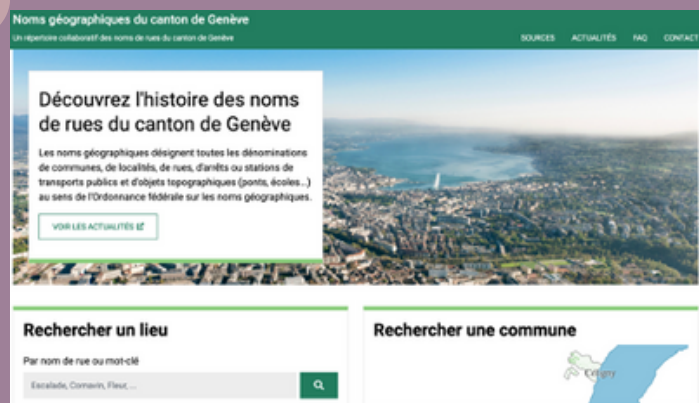 Noms géographiques du canton de Genève
Un répertoire collaboratif des noms de rues du canton de Genève
SOURCES ACTUALITÉS FAQ CONTACT
Découvrez l'histoire des noms
de rues du canton de Genève
Les noms géographiques désignent toutes les dénominations
de communes, de localités, de rues, d'arrêts ou stations de
transports publics et d'objets topographiques (ponts, écoles...)
au sens de l'Ordonnance fédérale sur les noms géographiques.
VOIR LES ACTUALITÉS
Rechercher un lieu
Rechercher une commune
Par nom de rue ou mot-clé
Escalade, Cornavin, Fleur, ...
Céligny